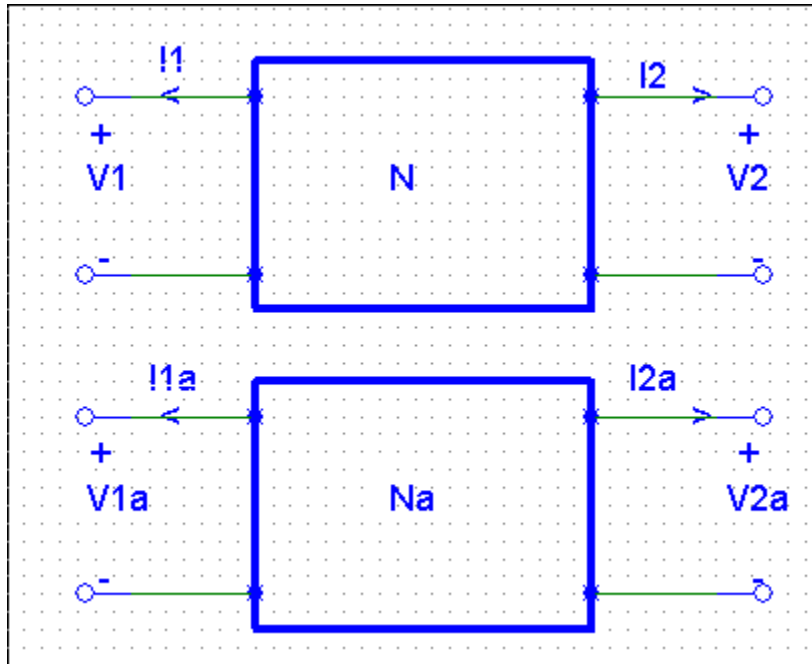 I1
I2
+
+
V1
N
V2
-
-
I1a
I2a
+
+
V1a
Na
V2a
-
-